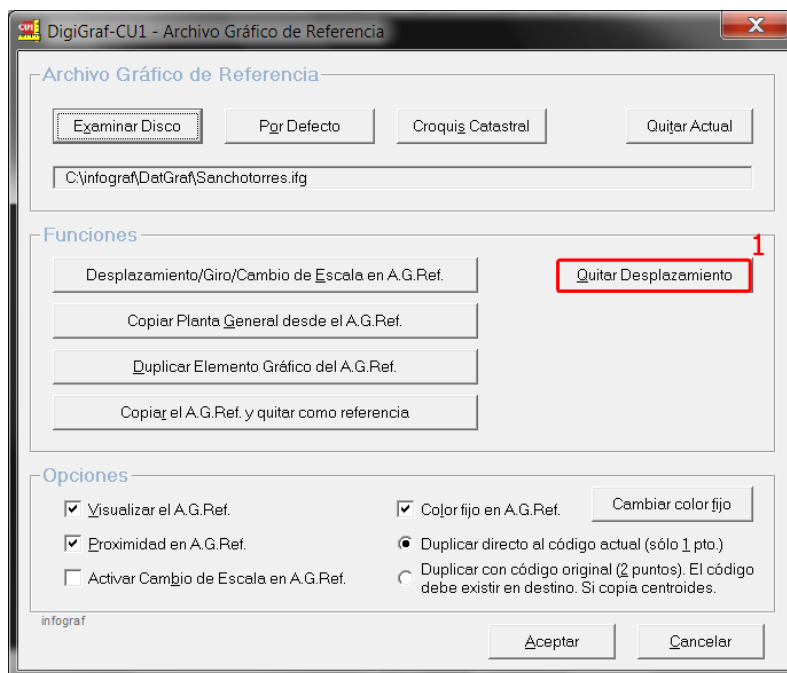 DigiGraf-CU1 - Archivo Gráfico de Referencia
Archivo Gráfico de Referencia
Examinar Disco Por Defecto Croquis Catastral Quitar Actual
C:\infograf\DatGraf\Sanchotorres.ifg
Funciones
1
Desplazamiento/Giro/Cambio de Escala en A.G.Ref. Quitar Desplazamiento
Copiar Planta General desde el A.G.Ref.
Duplicar Elemento Gráfico del A.G.Ref.
Copiar el A.G.Ref. y quitar como referencia
Opciones
Visualizar el A.G.Ref. Color fijo en A.G.Ref. Cambiar color fijo
Proximidad en A.G.Ref. Duplicar directo al código actual (sólo 1 pto.)
Activar Cambio de Escala en A.G.Ref. Duplicar con código original (2 puntos). El código
debe existir en destino. Si copia centroides.
infograf
Aceptar Cancelar